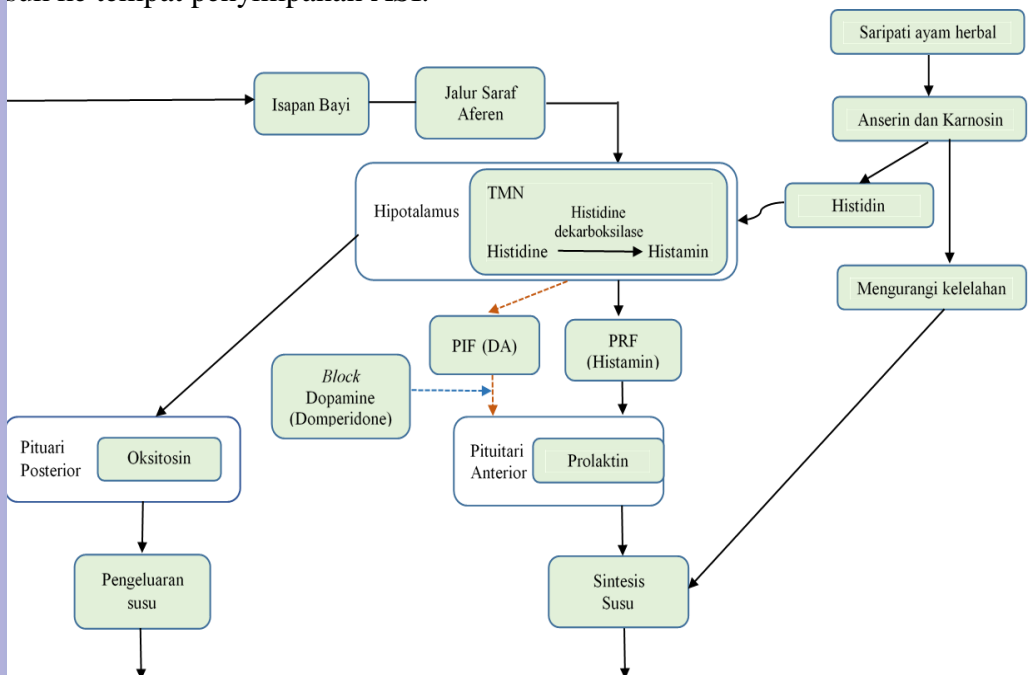 Saripati ayam herbal
Isapan Bayi
Jalur Saraf
Aferen
Anserin dan Karnosin
TMN
Hipotalamus
Histidine
dekarboksilase
Histidine
Histamin
Histidin
Mengurangi kelelahan
PIF (DA)
PRF
(Histamin)
Block
Dopamine
(Domperidone)
Pituari
Posterior
Oksitosin
Pituitari
Anterior
Prolaktin
Pengeluaran
susu
Sintesis
Susu